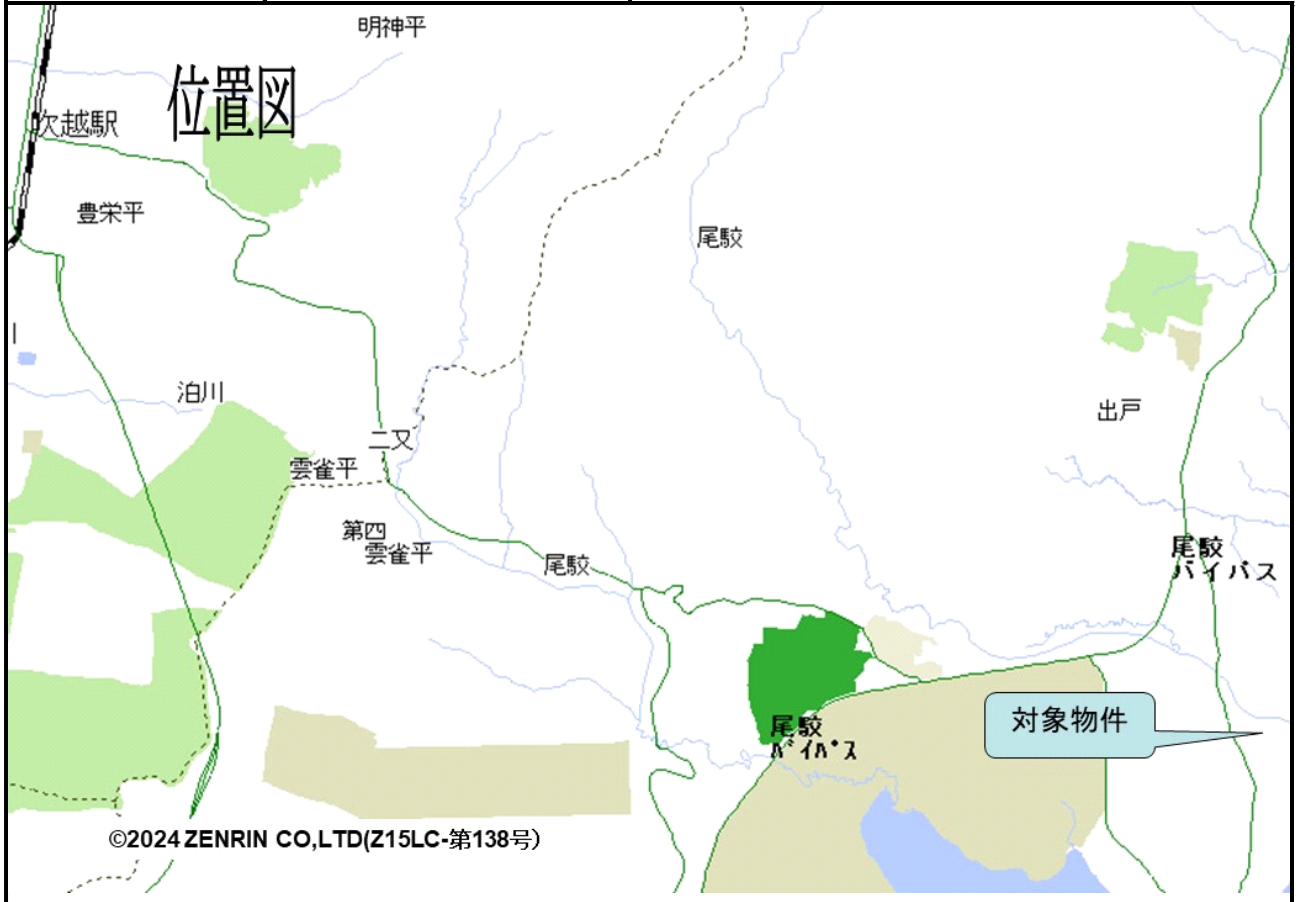 明神平
位置図
吹越駅
豊栄平
尾駮
泊川
出戸
二又
雲雀平
第四
雲雀平
尾駮
尾駮
バイパス
対象物件
尾駮
バイパス
©2024 ZENRIN CO,LTD(Z15LC-第138号)